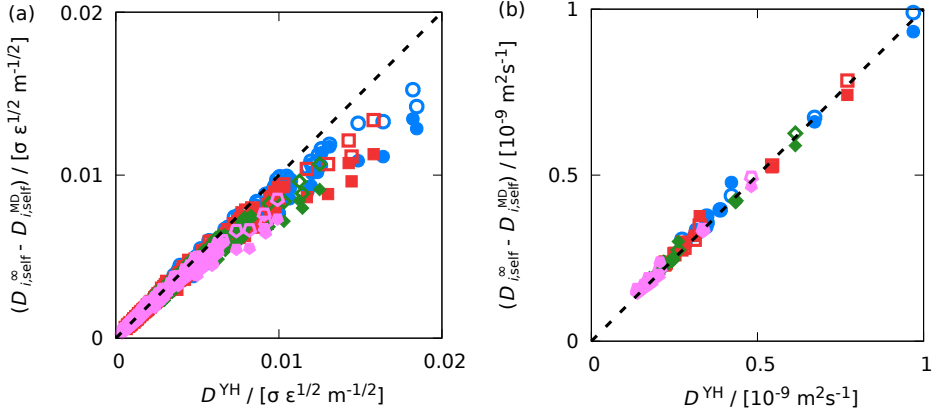 (a)
0.02
0.01
0
(D∞i,self - DMDi,self) / [σ ε1/2 m-1/2]
0 0.01 0.02
DYH / [σ ε1/2 m-1/2]
(b)
1
0.5
0
(D∞i,self - DMDi,self) / [10-9 m2s-1]
0 0.5 1
DYH / [10-9 m2s-1]